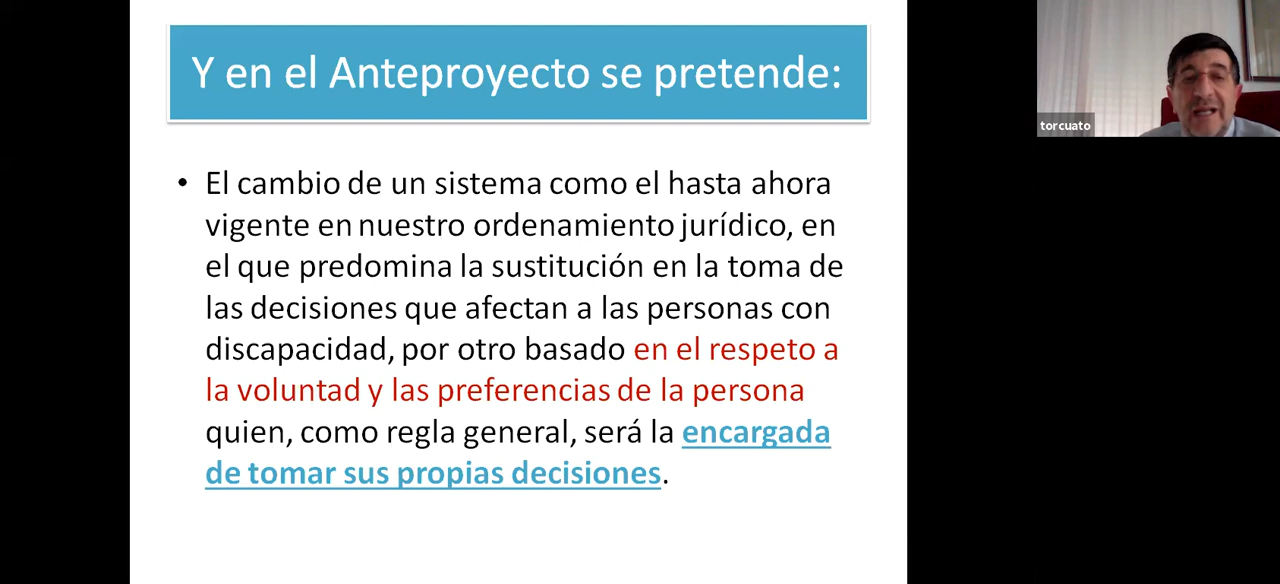 Y en el Anteproyecto se pretende:
• El cambio de un sistema como el hasta ahora
vigente en nuestro ordenamiento jurídico, en
el que predomina la sustitución en la toma de
las decisiones que afectan a las personas con
discapacidad, por otro basado en el respeto a
la voluntad y las preferencias de la persona
quien, como regla general, será la encargada
de tomar sus propias decisiones.
torcuato